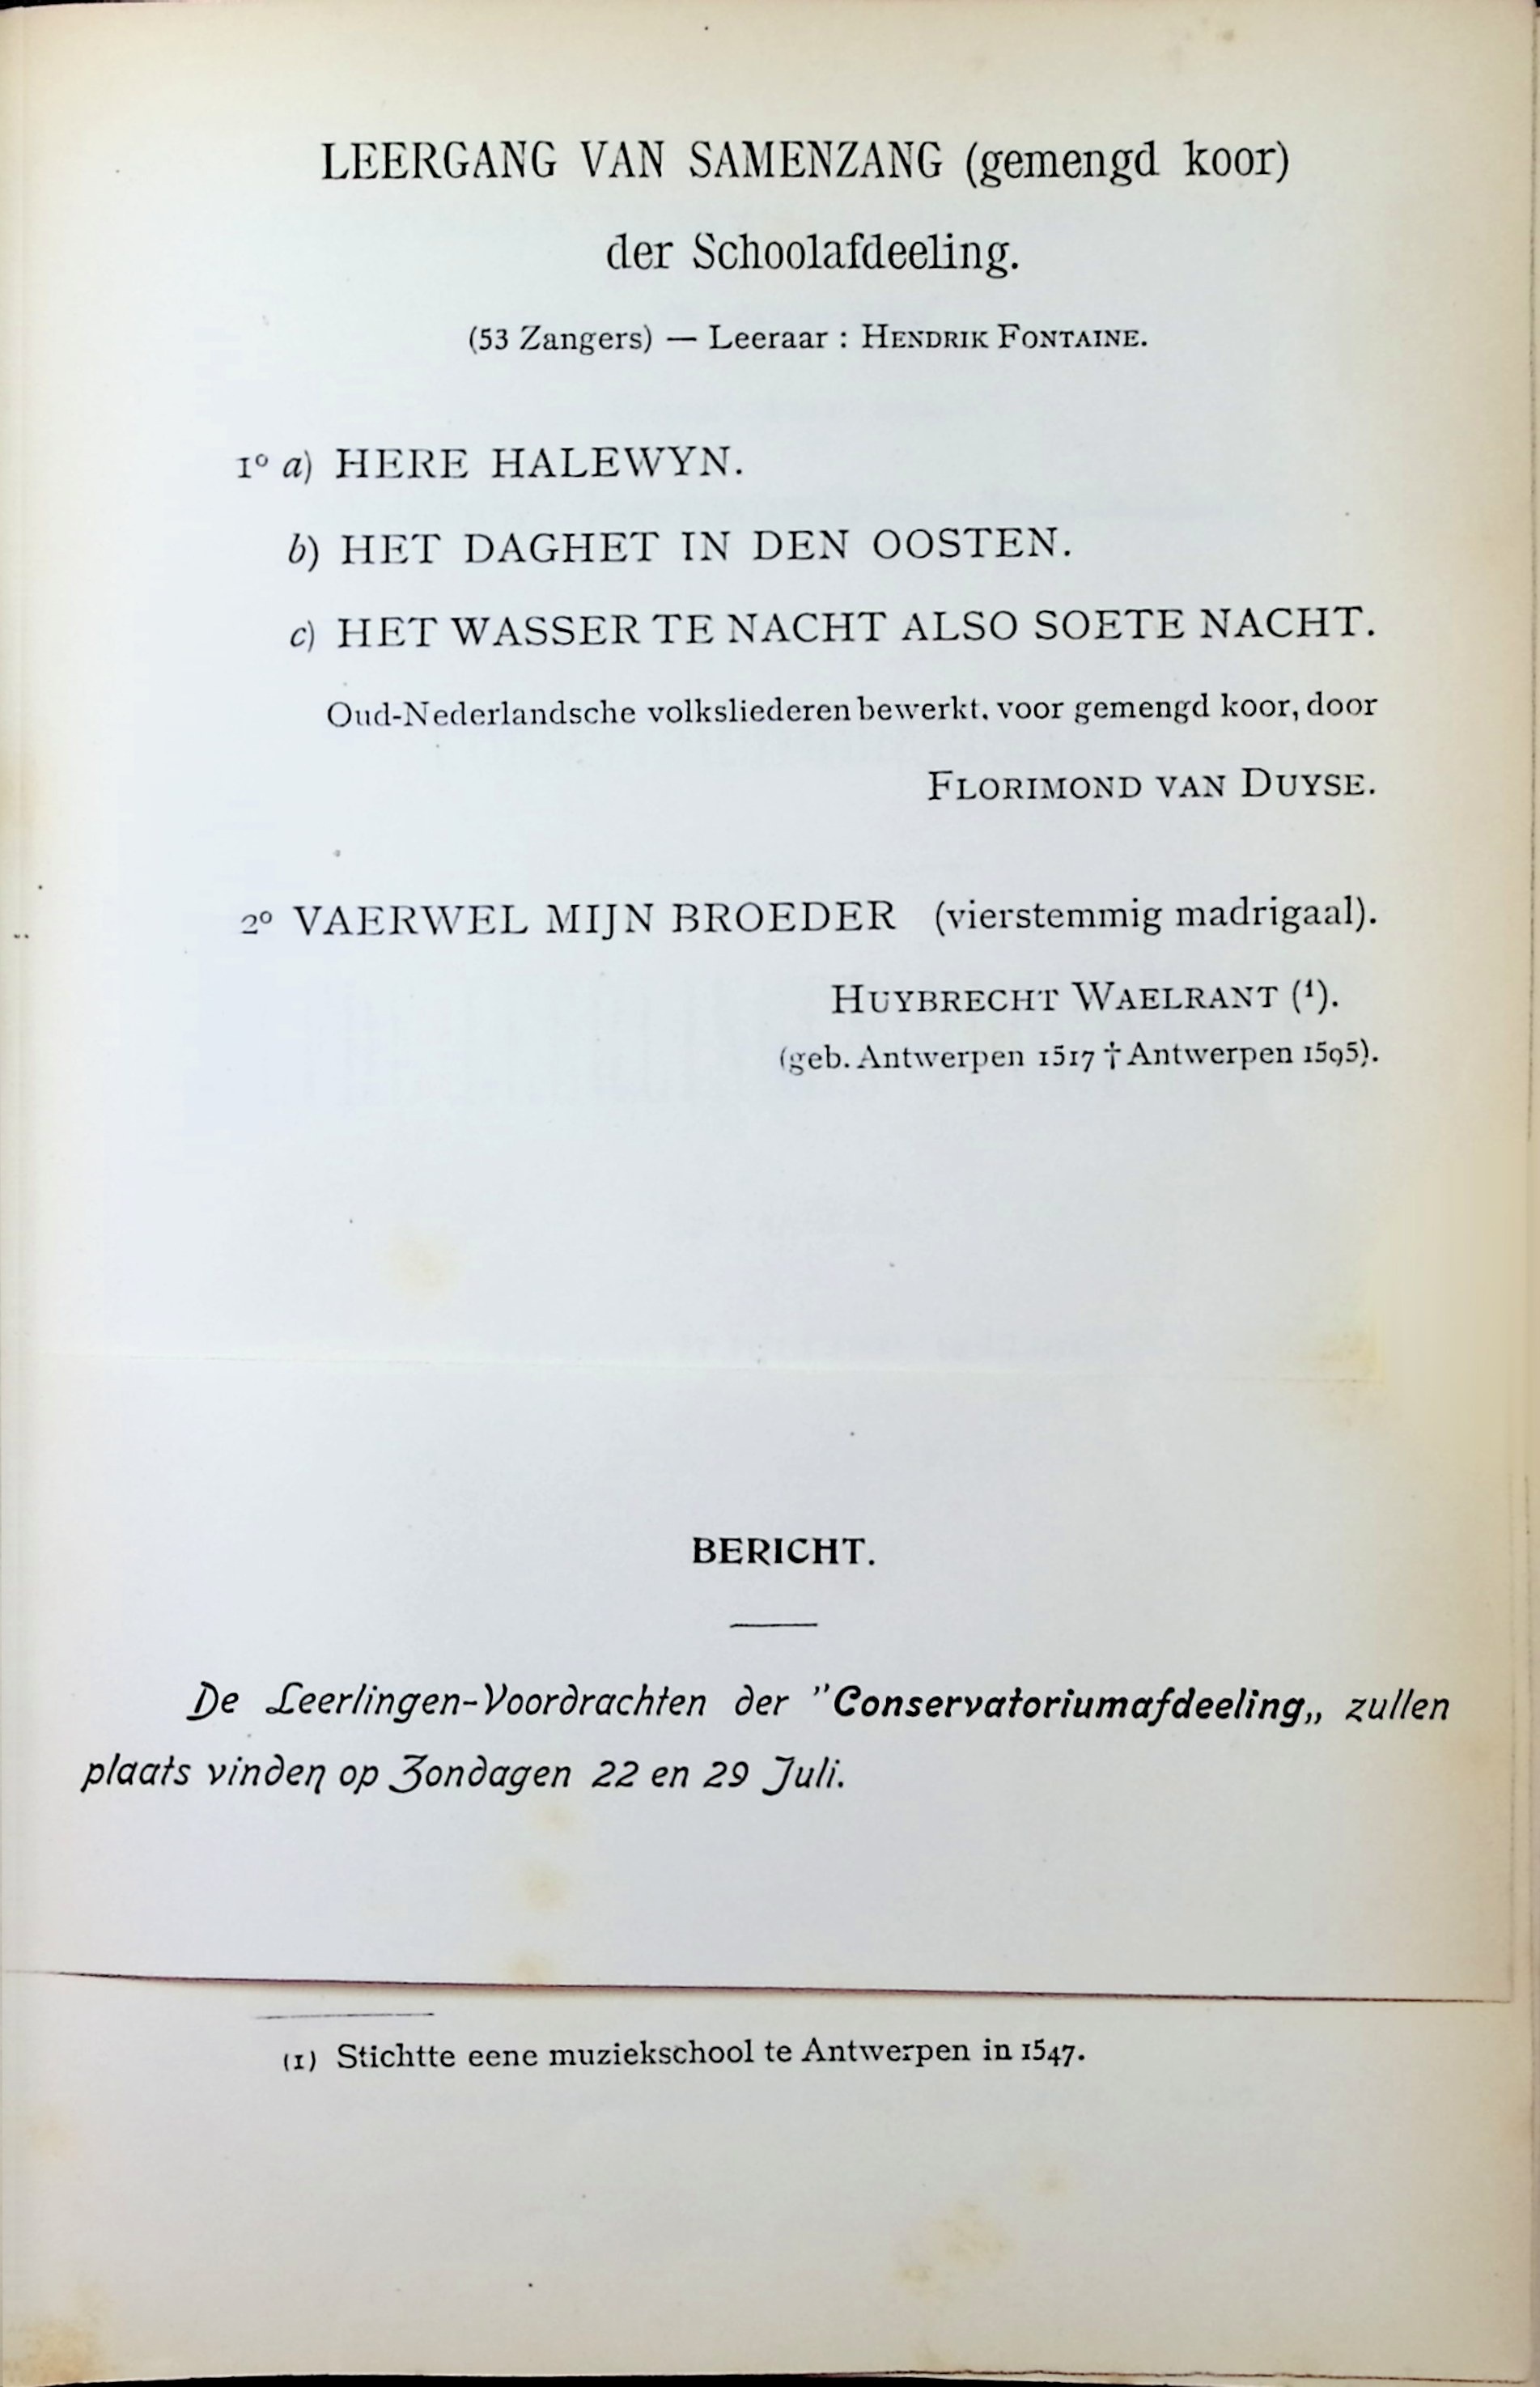 LEERGANG VAN SAMENZANG (gemengd koor)
der Schoolafdeeling.
(53 Zangers) — Leeraar : HENDRIK FONTAINE.
1º a) HERE HALEWYN.
b) HET DAGHET IN DEN OOSTEN.
c) HET WASSER TE NACHT ALSO SOETE NACHT.
Oud-Nederlandsche volksliederen bewerkt, voor gemengd koor, door
FLORIMOND VAN DUYSE.
2º VAERWEL MIJN BROEDER (vierstemmig madrigaal).
HUYBRECHT WAELRANT (¹).
(geb. Antwerpen 1517 † Antwerpen 1595).
BERICHT.
De Leerlingen-Voordrachten der "Conservatoriumafdeeling„ zullen
plaats vinden op Zondagen 22 en 29 Juli.
(1) Stichtte eene muziekschool te Antwerpen in 1547.